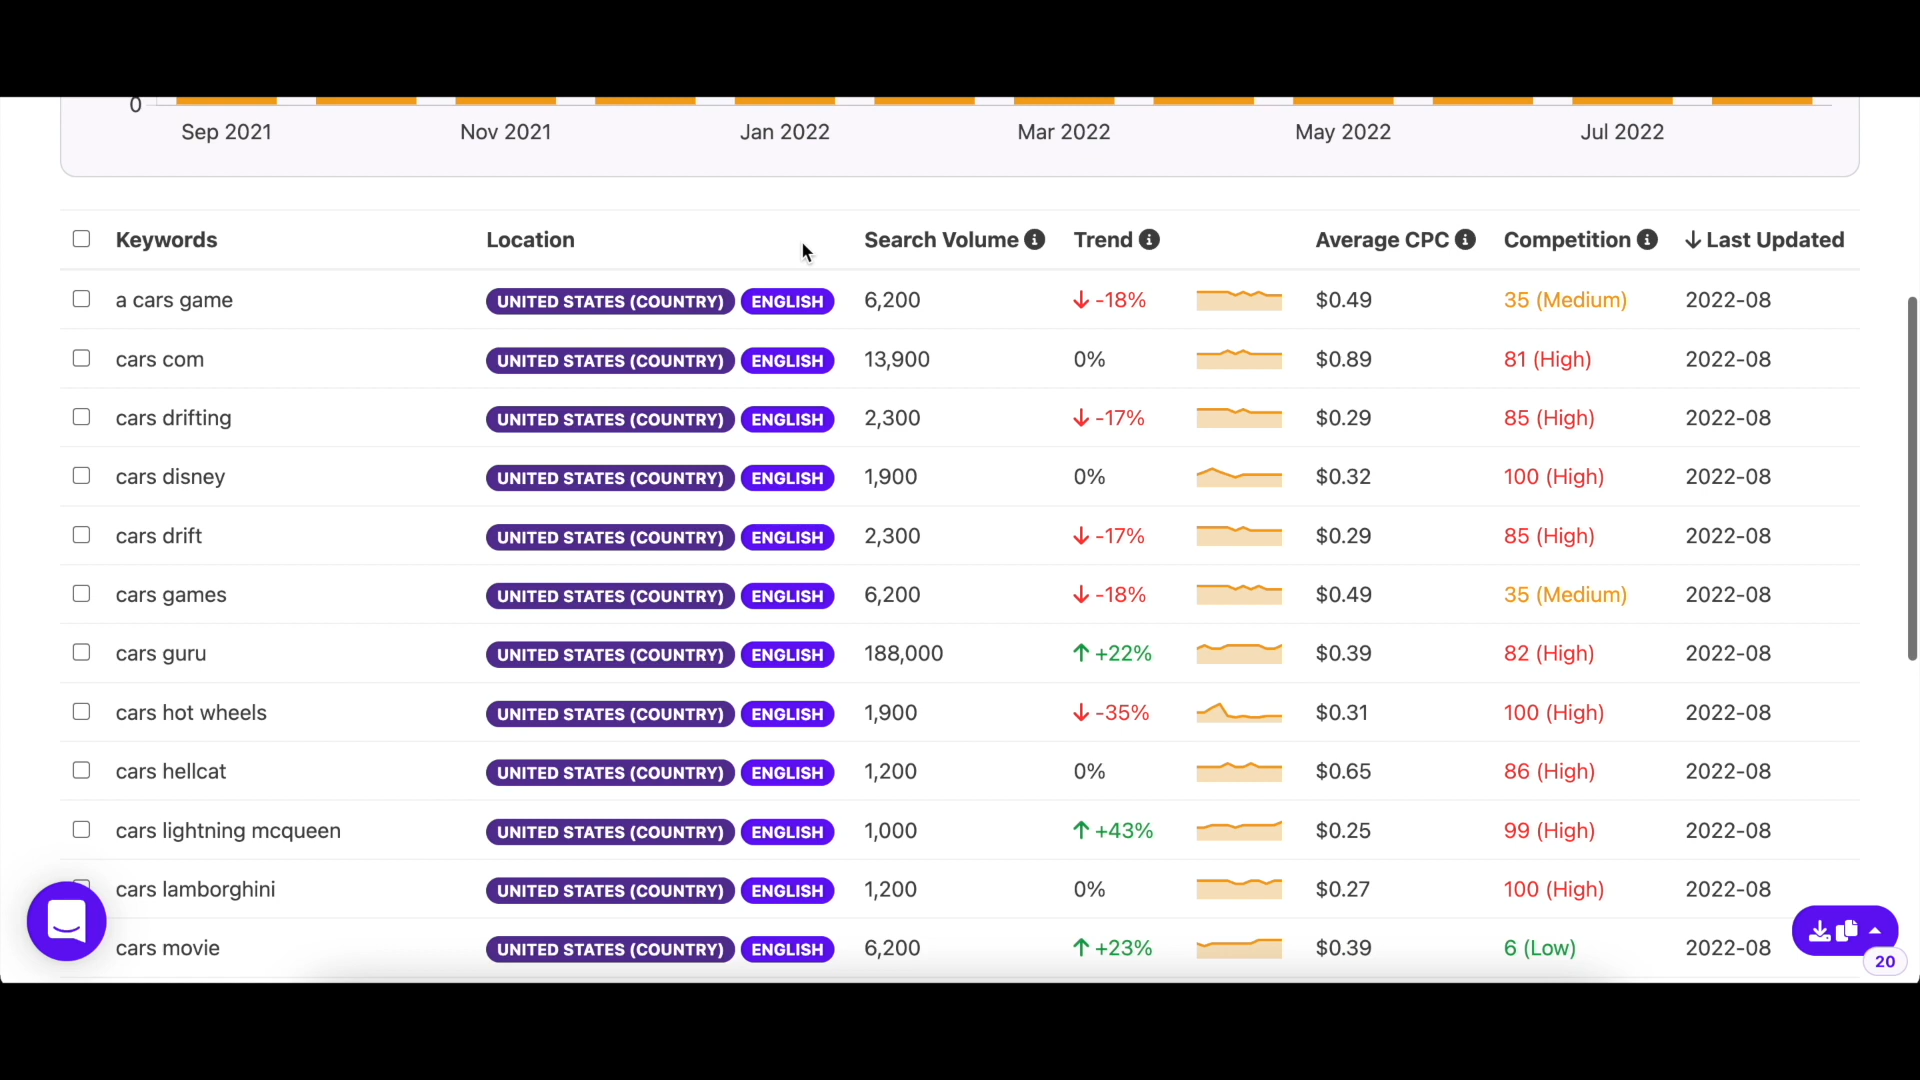 0
Sep 2021 Nov 2021 Jan 2022 Mar 2022 May 2022 Jul 2022
Keywords Location Search Volume Trend Average CPC Competition ↓ Last Updated
a cars game UNITED STATES (COUNTRY) ENGLISH 6,200 ↓ -18% $0.49 35 (Medium) 2022-08
cars com UNITED STATES (COUNTRY) ENGLISH 13,900 0% $0.89 81 (High) 2022-08
cars drifting UNITED STATES (COUNTRY) ENGLISH 2,300 ↓ -17% $0.29 85 (High) 2022-08
cars disney UNITED STATES (COUNTRY) ENGLISH 1,900 0% $0.32 100 (High) 2022-08
cars drift UNITED STATES (COUNTRY) ENGLISH 2,300 ↓ -17% $0.29 85 (High) 2022-08
cars games UNITED STATES (COUNTRY) ENGLISH 6,200 ↓ -18% $0.49 35 (Medium) 2022-08
cars guru UNITED STATES (COUNTRY) ENGLISH 188,000 ↑ +22% $0.39 82 (High) 2022-08
cars hot wheels UNITED STATES (COUNTRY) ENGLISH 1,900 ↓ -35% $0.31 100 (High) 2022-08
cars hellcat UNITED STATES (COUNTRY) ENGLISH 1,200 0% $0.65 86 (High) 2022-08
cars lightning mcqueen UNITED STATES (COUNTRY) ENGLISH 1,000 ↑ +43% $0.25 99 (High) 2022-08
cars lamborghini UNITED STATES (COUNTRY) ENGLISH 1,200 0% $0.27 100 (High) 2022-08
cars movie UNITED STATES (COUNTRY) ENGLISH 6,200 ↑ +23% $0.39 6 (Low) 2022-08
20